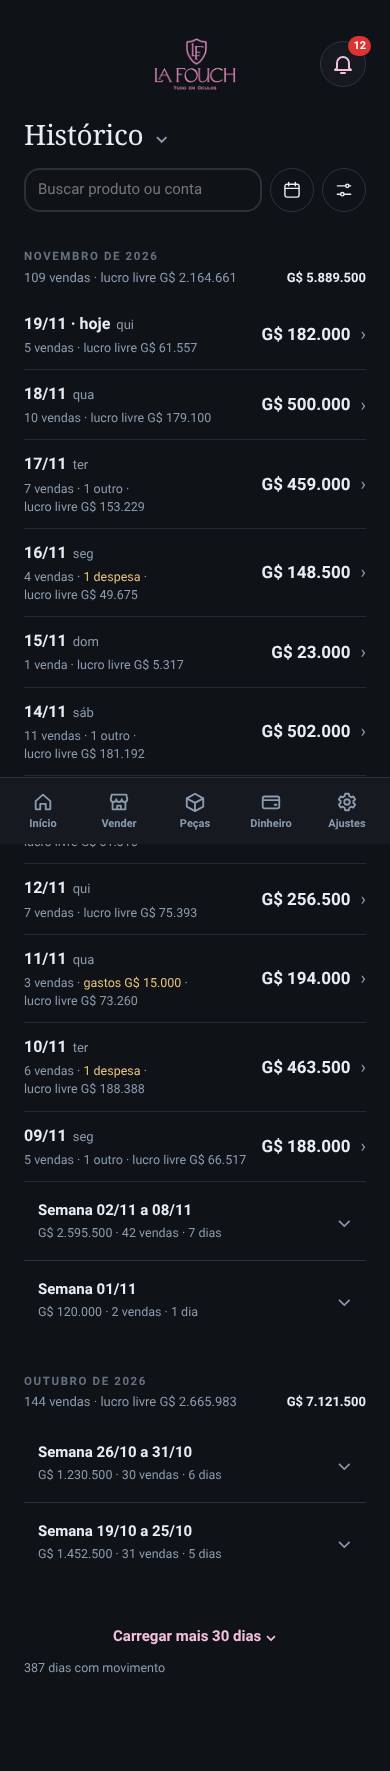 LF
LA FOUCH
TUDO EM ÓCULOS
12
Histórico
Buscar produto ou conta
NOVEMBRO DE 2026
109 vendas · lucro livre G$ 2.164.661
G$ 5.889.500
19/11 · hoje qui
5 vendas · lucro livre G$ 61.557
G$ 182.000
18/11 qua
10 vendas · lucro livre G$ 179.100
G$ 500.000
17/11 ter
7 vendas · 1 outro ·
lucro livre G$ 153.229
G$ 459.000
16/11 seg
4 vendas · 1 despesa ·
lucro livre G$ 49.675
G$ 148.500
15/11 dom
1 venda · lucro livre G$ 5.317
G$ 23.000
14/11 sáb
11 vendas · 1 outro ·
lucro livre G$ 181.192
G$ 502.000
Início
Vender
Peças
Dinheiro
Ajustes
12/11 qui
7 vendas · lucro livre G$ 75.393
G$ 256.500
11/11 qua
3 vendas · gastos G$ 15.000 ·
lucro livre G$ 73.260
G$ 194.000
10/11 ter
6 vendas · 1 despesa ·
lucro livre G$ 188.388
G$ 463.500
09/11 seg
5 vendas · 1 outro · lucro livre G$ 66.517
G$ 188.000
Semana 02/11 a 08/11
G$ 2.595.500 · 42 vendas · 7 dias
Semana 01/11
G$ 120.000 · 2 vendas · 1 dia
OUTUBRO DE 2026
144 vendas · lucro livre G$ 2.665.983
G$ 7.121.500
Semana 26/10 a 31/10
G$ 1.230.500 · 30 vendas · 6 dias
Semana 19/10 a 25/10
G$ 1.452.500 · 31 vendas · 5 dias
Carregar mais 30 dias
387 dias com movimento